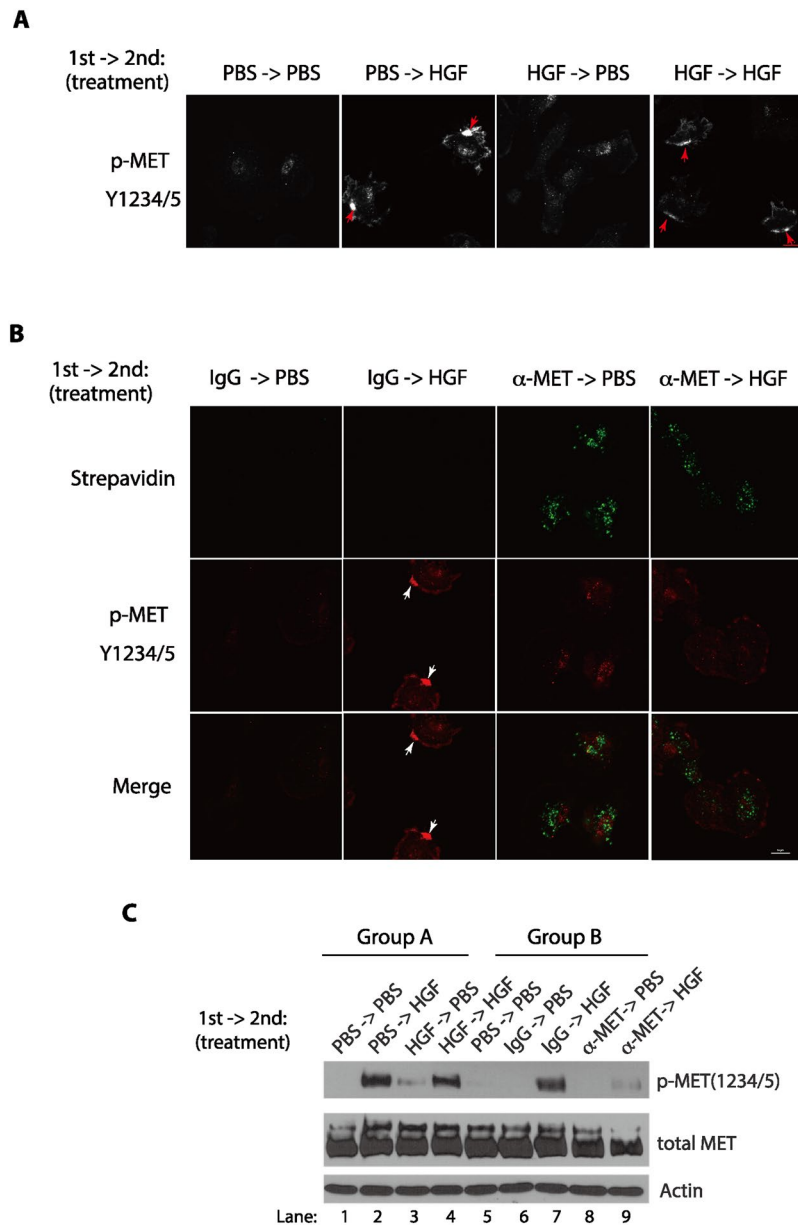 A
1st -> 2nd:
(treatment)
PBS -> PBS
PBS -> HGF
HGF -> PBS
HGF -> HGF
p-MET
Y1234/5
B
1st -> 2nd:
(treatment)
IgG -> PBS
IgG -> HGF
α-MET -> PBS
α-MET -> HGF
Strepavidin
p-MET
Y1234/5
Merge
C
Group A
Group B
1st -> 2nd:
(treatment)
PBS -> PBS
PBS -> HGF
HGF -> PBS
HGF -> HGF
PBS -> PBS
IgG -> PBS
IgG -> HGF
α-MET-> PBS
α-MET-> HGF
p-MET(1234/5)
total MET
Actin
Lane: 1 2 3 4 5 6 7 8 9